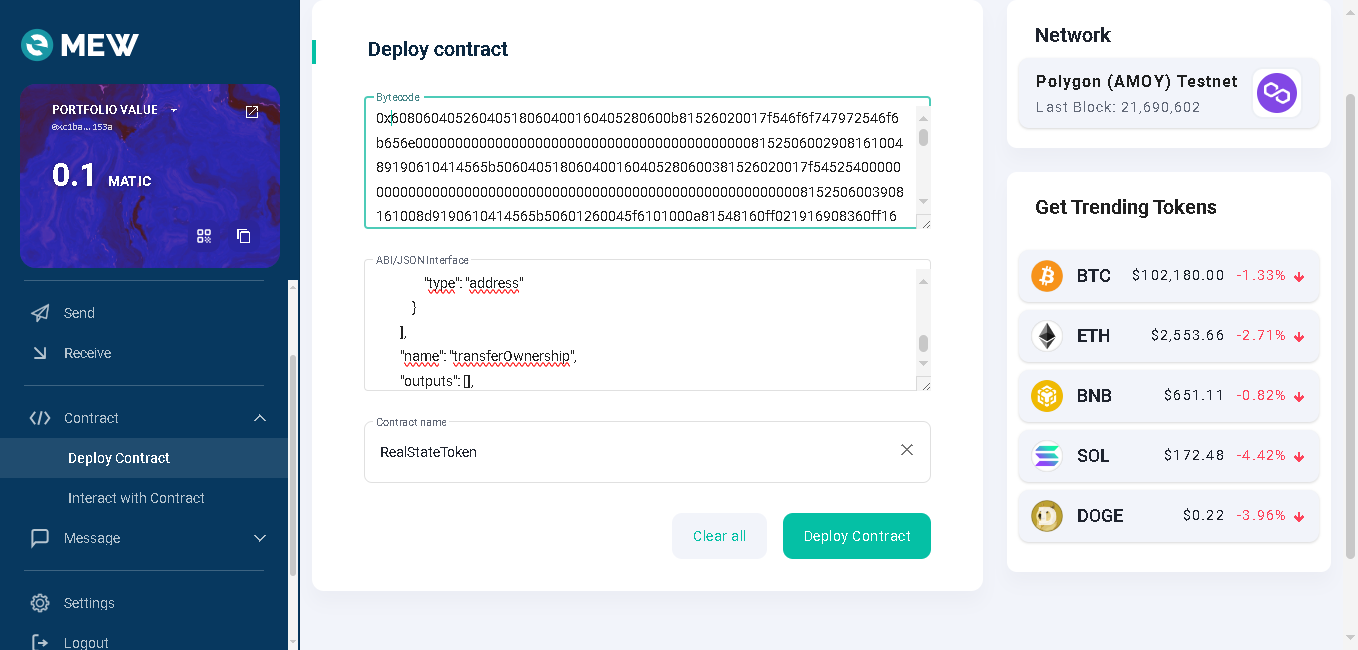 MEW
PORTFOLIO VALUE
0xc1ba...153a
0.1 MATIC
Send
Receive
Contract
Deploy Contract
Interact with Contract
Message
Settings
Logout
Deploy contract
Bytecode
ABI/JSON Interface
"type": "address"
}
],
"name": "transferOwnership",
"outputs": [],
Contract name
RealStateToken
Clear all
Deploy Contract
Network
Polygon (AMOY) Testnet
Last Block: 21,690,602
Get Trending Tokens
BTC $102,180.00 -1.33%
ETH $2,553.66 -2.71%
BNB $651.11 -0.82%
SOL $172.48 -4.42%
DOGE $0.22 -3.96%